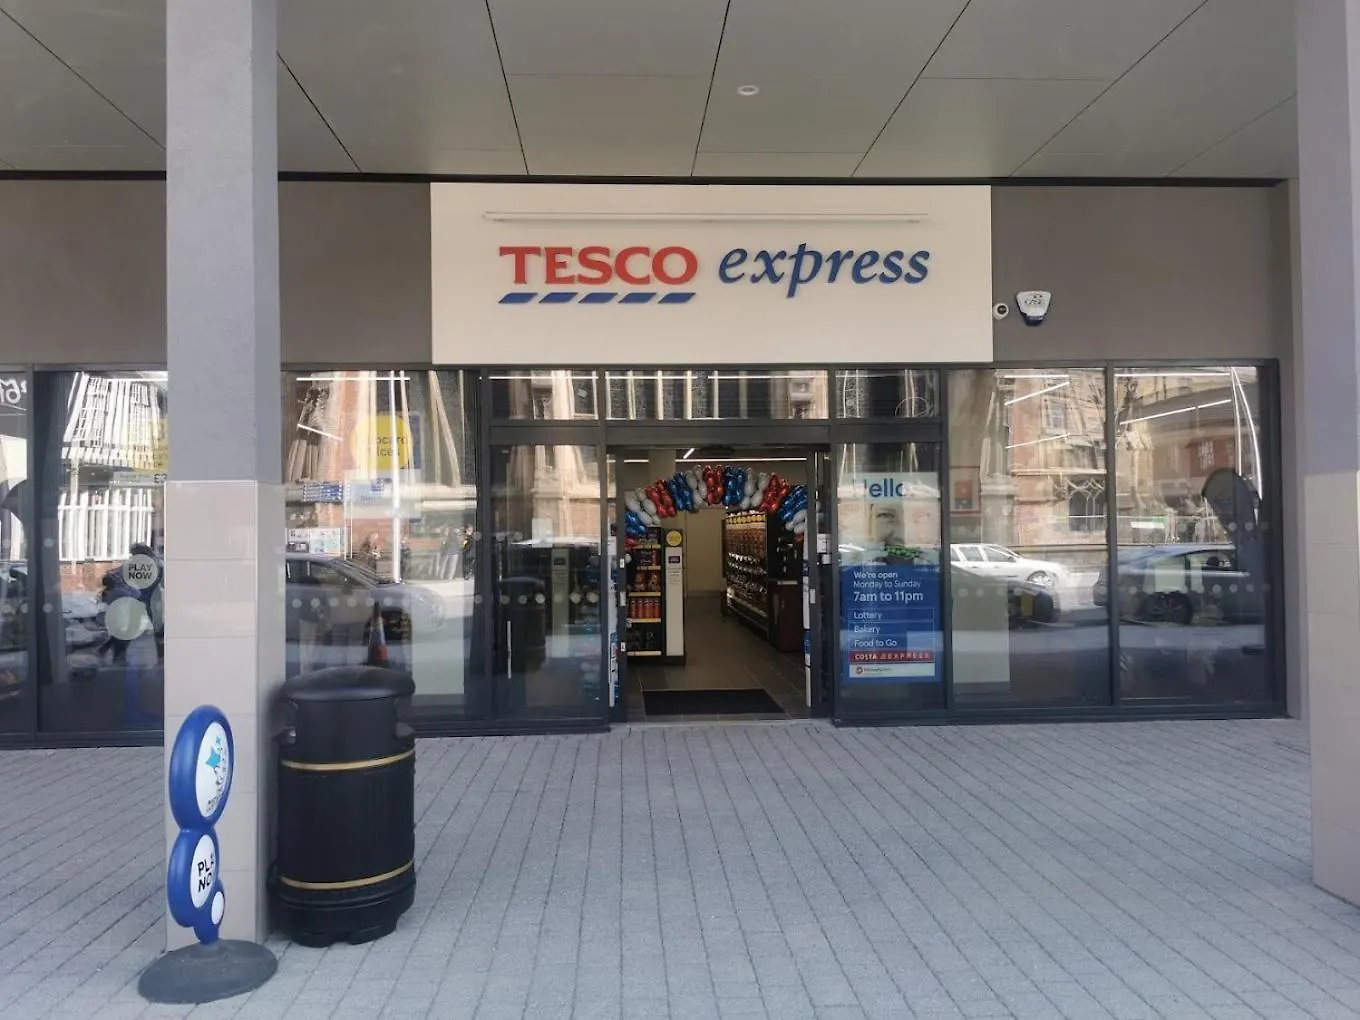 TESCO express
Hello.
We're open
Monday to Sunday
7am to 11pm
Lottery
Bakery
Food to Go
COSTA EXPRESS
PLAY
NOW